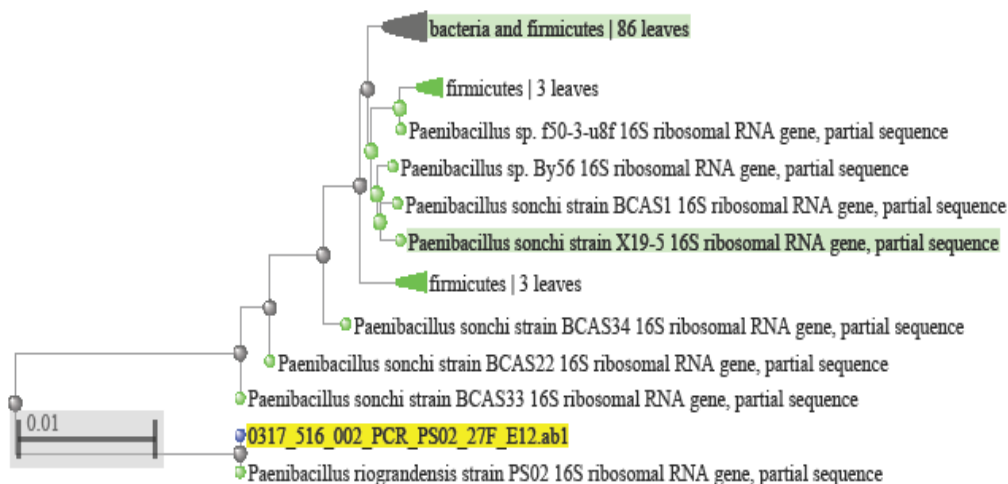 bacteria and firmicutes | 86 leaves
firmicutes | 3 leaves
Paenibacillus sp. f50-3-u8f 16S ribosomal RNA gene, partial sequence
Paenibacillus sp. By56 16S ribosomal RNA gene, partial sequence
Paenibacillus sonchi strain BCAS1 16S ribosomal RNA gene, partial sequence
Paenibacillus sonchi strain X19-5 16S ribosomal RNA gene, partial sequence
firmicutes | 3 leaves
Paenibacillus sonchi strain BCAS34 16S ribosomal RNA gene, partial sequence
Paenibacillus sonchi strain BCAS22 16S ribosomal RNA gene, partial sequence
Paenibacillus sonchi strain BCAS33 16S ribosomal RNA gene, partial sequence
0.01
0317_516_002_PCR_PS02_27F_E12.ab1
Paenibacillus riograndensis strain PS02 16S ribosomal RNA gene, partial sequence